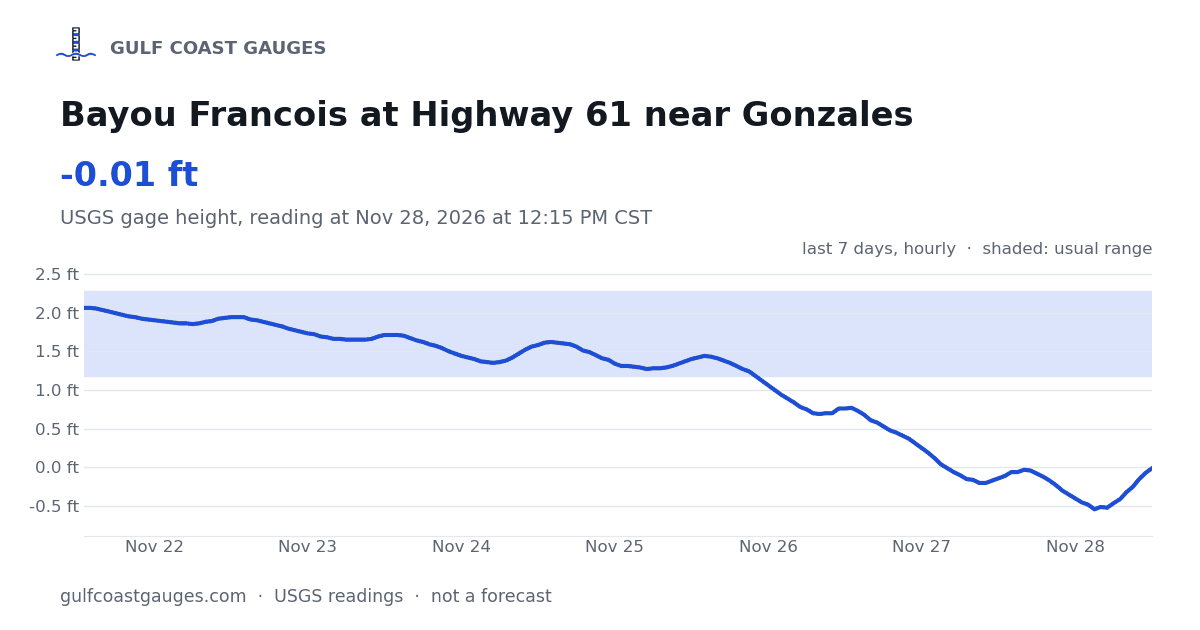 GULF COAST GAUGES
Bayou Francois at Highway 61 near Gonzales
-0.01 ft
USGS gage height, reading at Nov 28, 2026 at 12:15 PM CST
last 7 days, hourly · shaded: usual range
2.5 ft
2.0 ft
1.5 ft
1.0 ft
0.5 ft
0.0 ft
-0.5 ft
Nov 22 Nov 23 Nov 24 Nov 25 Nov 26 Nov 27 Nov 28
gulfcoastgauges.com · USGS readings · not a forecast